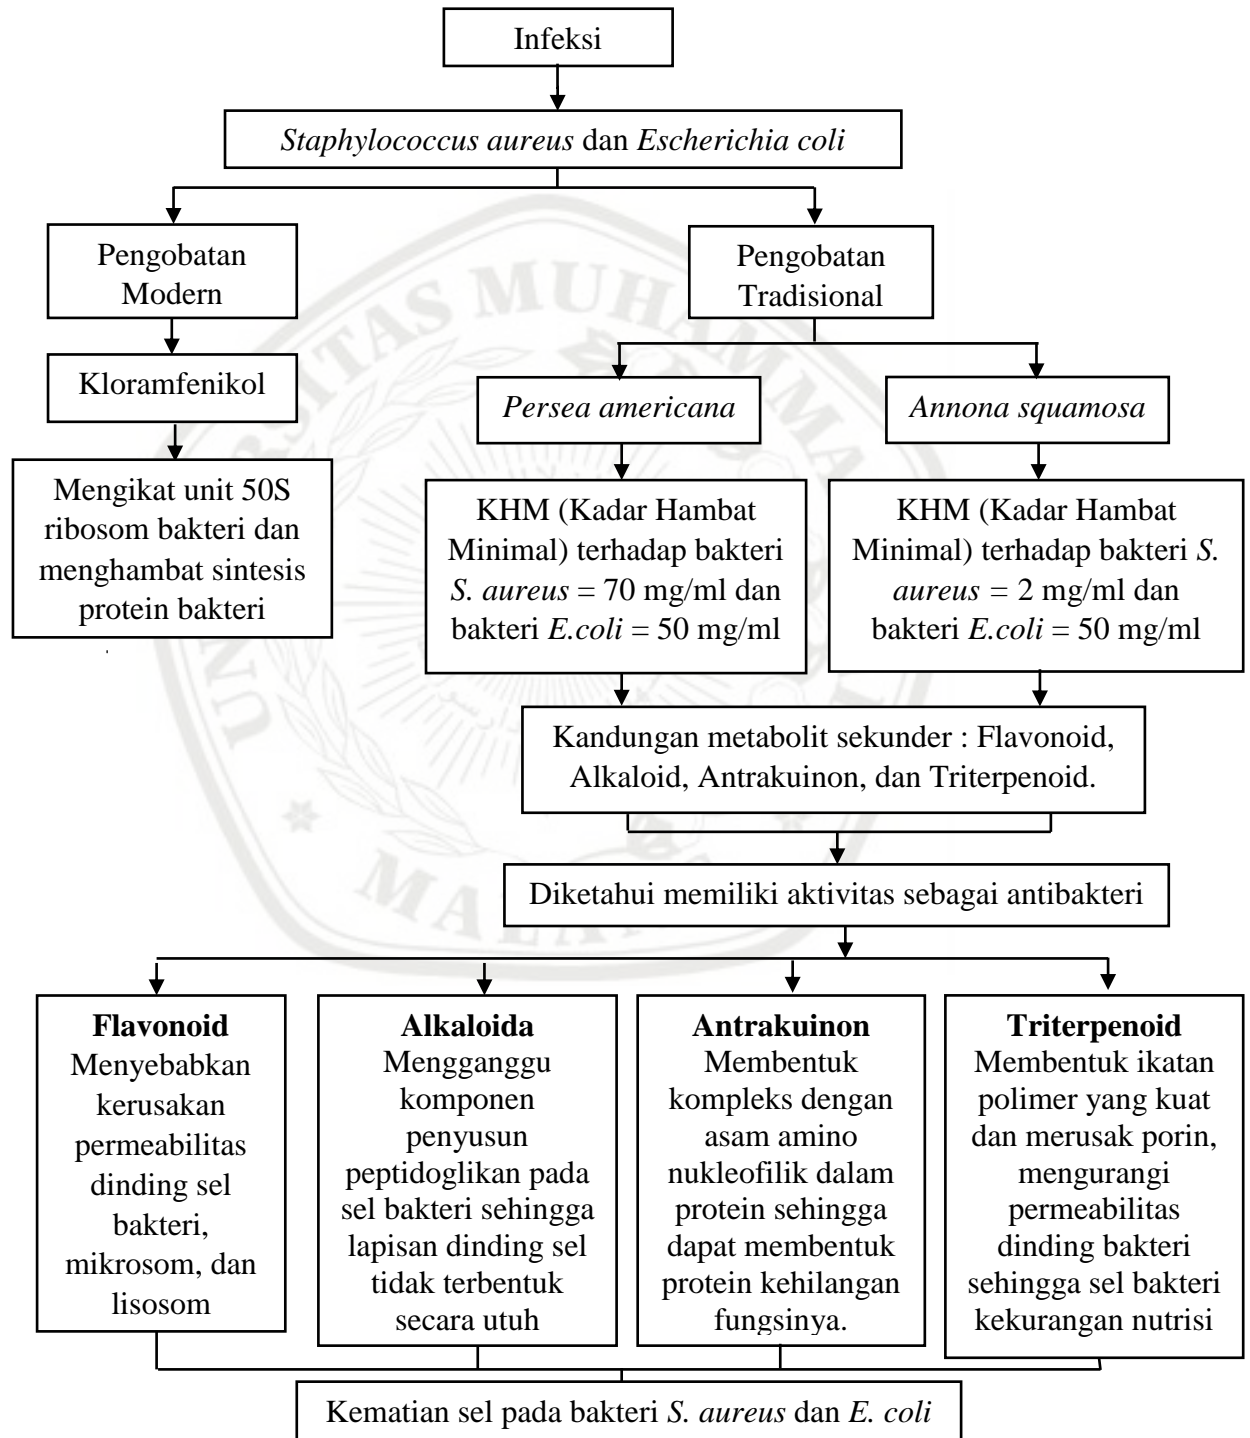 Infeksi
Staphylococcus aureus dan Escherichia coli
Pengobatan
Modern
Pengobatan
Tradisional
Kloramfenikol
Persea americana
Annona squamosa
Mengikat unit 50S
ribosom bakteri dan
menghambat sintesis
protein bakteri
KHM (Kadar Hambat
Minimal) terhadap bakteri
S. aureus = 70 mg/ml dan
bakteri E.coli = 50 mg/ml
KHM (Kadar Hambat
Minimal) terhadap bakteri S.
aureus = 2 mg/ml dan
bakteri E.coli = 50 mg/ml
Kandungan metabolit sekunder : Flavonoid,
Alkaloid, Antrakuinon, dan Triterpenoid.
Diketahui memiliki aktivitas sebagai antibakteri
Flavonoid
Menyebabkan
kerusakan
permeabilitas
dinding sel
bakteri,
mikrosom, dan
lisosom
Alkaloida
Mengganggu
komponen
penyusun
peptidoglikan pada
sel bakteri sehingga
lapisan dinding sel
tidak terbentuk
secara utuh
Antrakuinon
Membentuk
kompleks dengan
asam amino
nukleofilik dalam
protein sehingga
dapat membentuk
protein kehilangan
fungsinya.
Triterpenoid
Membentuk ikatan
polimer yang kuat
dan merusak porin,
mengurangi
permeabilitas
dinding bakteri
sehingga sel bakteri
kekurangan nutrisi
Kematian sel pada bakteri S. aureus dan E. coli